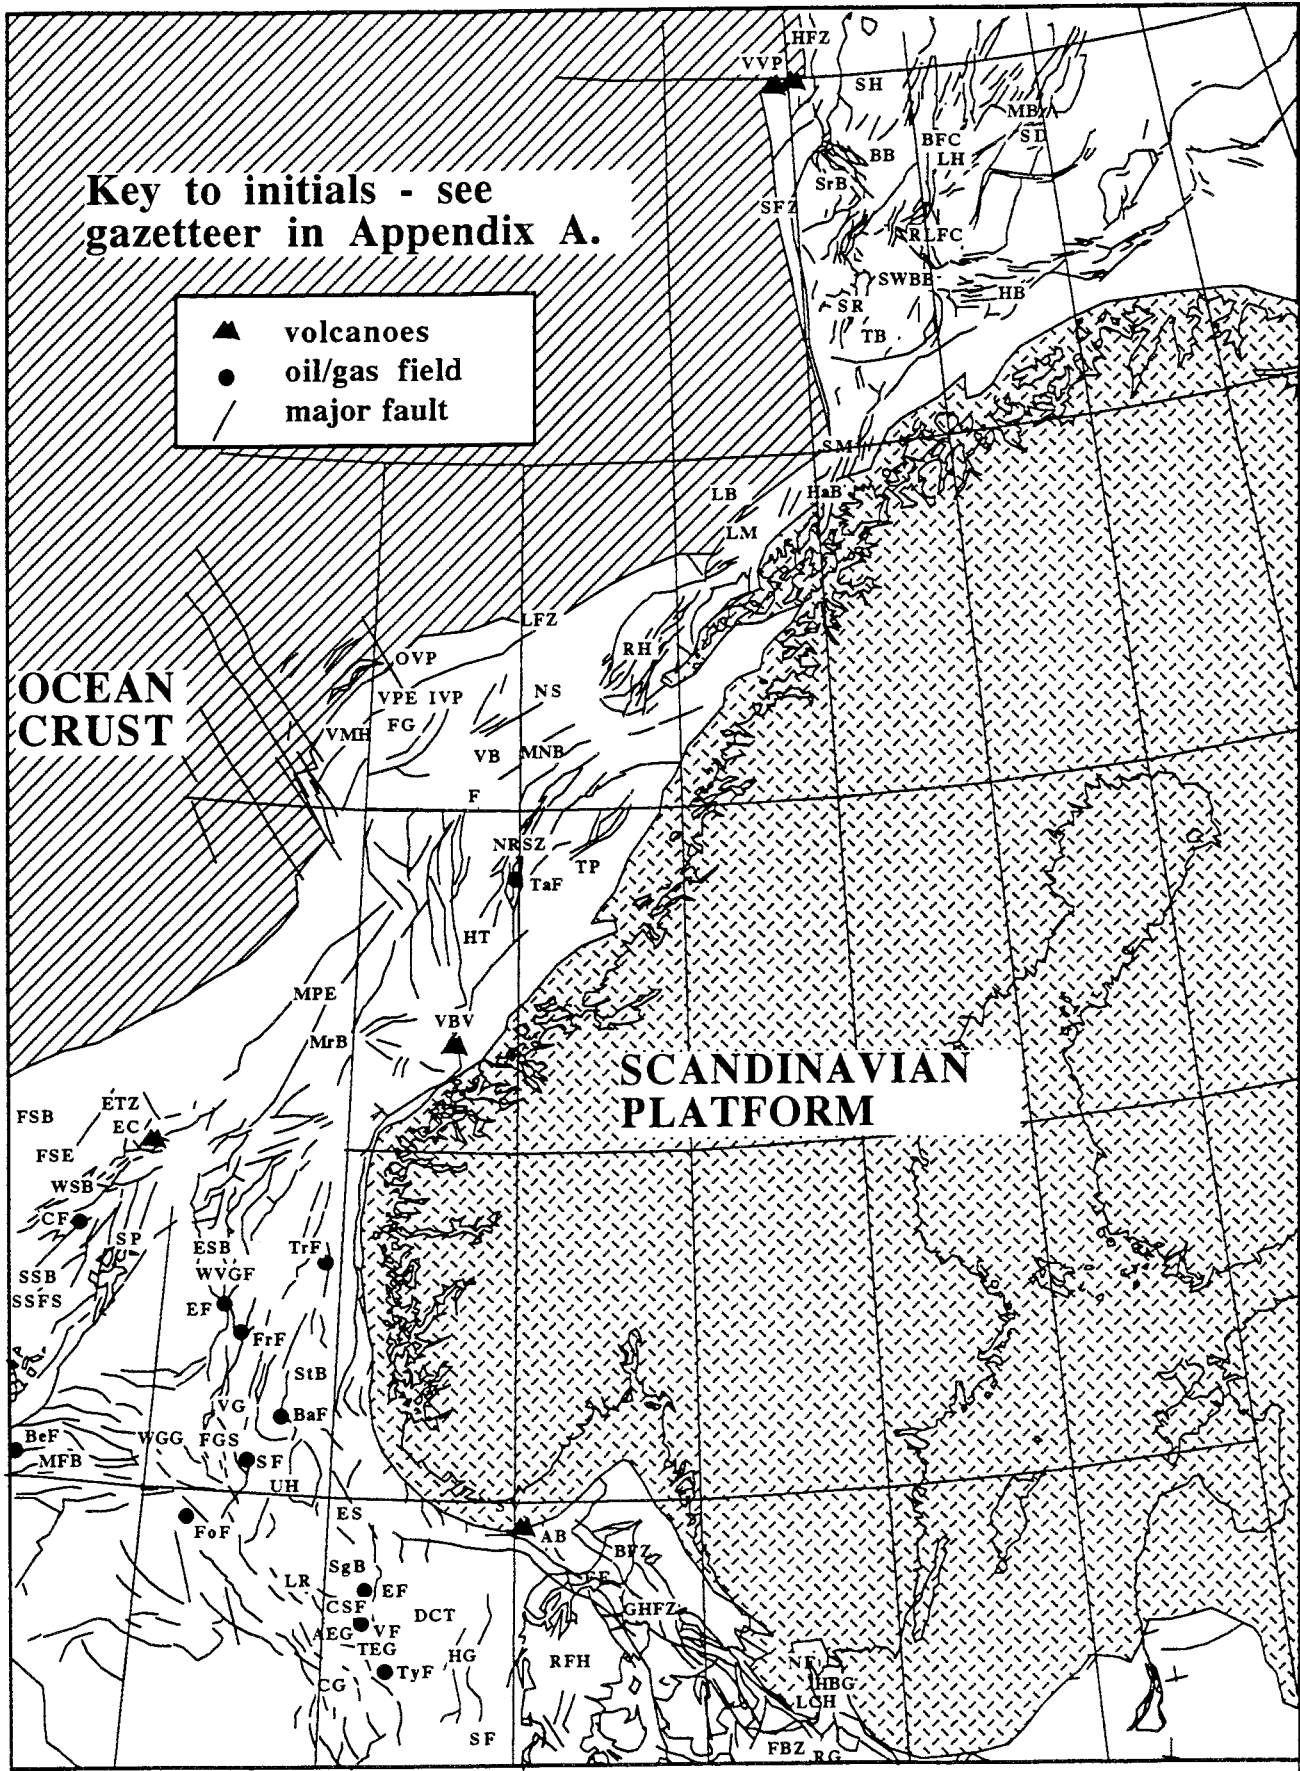 HFZ
VVP
SH
MB
SD
BFC
LH
BB
SrB
SFZ
RLFC
SWBB
HB
SR
TB
Key to initials - see
gazetteer in Appendix A.
volcanoes
oil/gas field
major fault
SM
LB
HaB
LM
LFZ
RH
OVP
OCEAN
CRUST
VPE IVP
NS
FG
VMH
VB
MNB
F
NRSZ
TP
TaF
HT
MPE
VBV
MrB
SCANDINAVIAN
PLATFORM
ETZ
FSB
EC
FSE
WSB
CF
SP
ESB
TrF
WVGF
SSB
SSFS
EF
FrF
StB
VG
BaF
BeF
WGG
FGS
MFB
SF
UH
ES
FoF
AB
BFZ
FF
SgB
LR
EF
CSF
DCT
GHFZ
AEG
VF
TEG
HG
RFH
TyF
CG
NF
HBG
LCH
SF
FBZ
RG